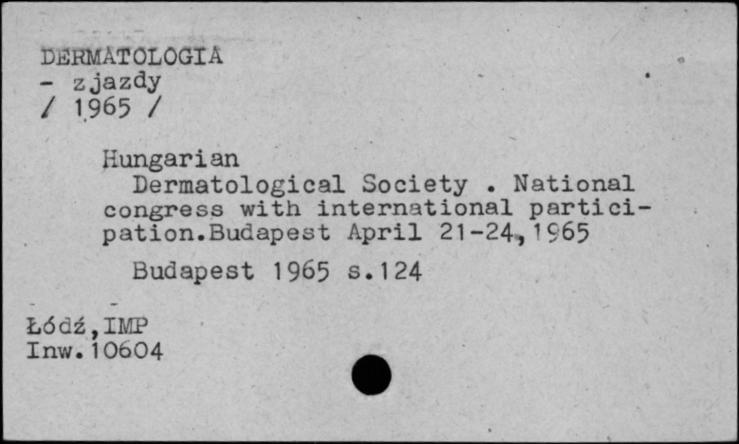 DERMATOLOGIA
- zjazdy
/ 1965 /
Hungarian
Dermatological Society . National
congress with international partici-
pation.Budapest April 21-24,1965
Budapest 1965 s.124
Łódź,IMP
Inw.10604